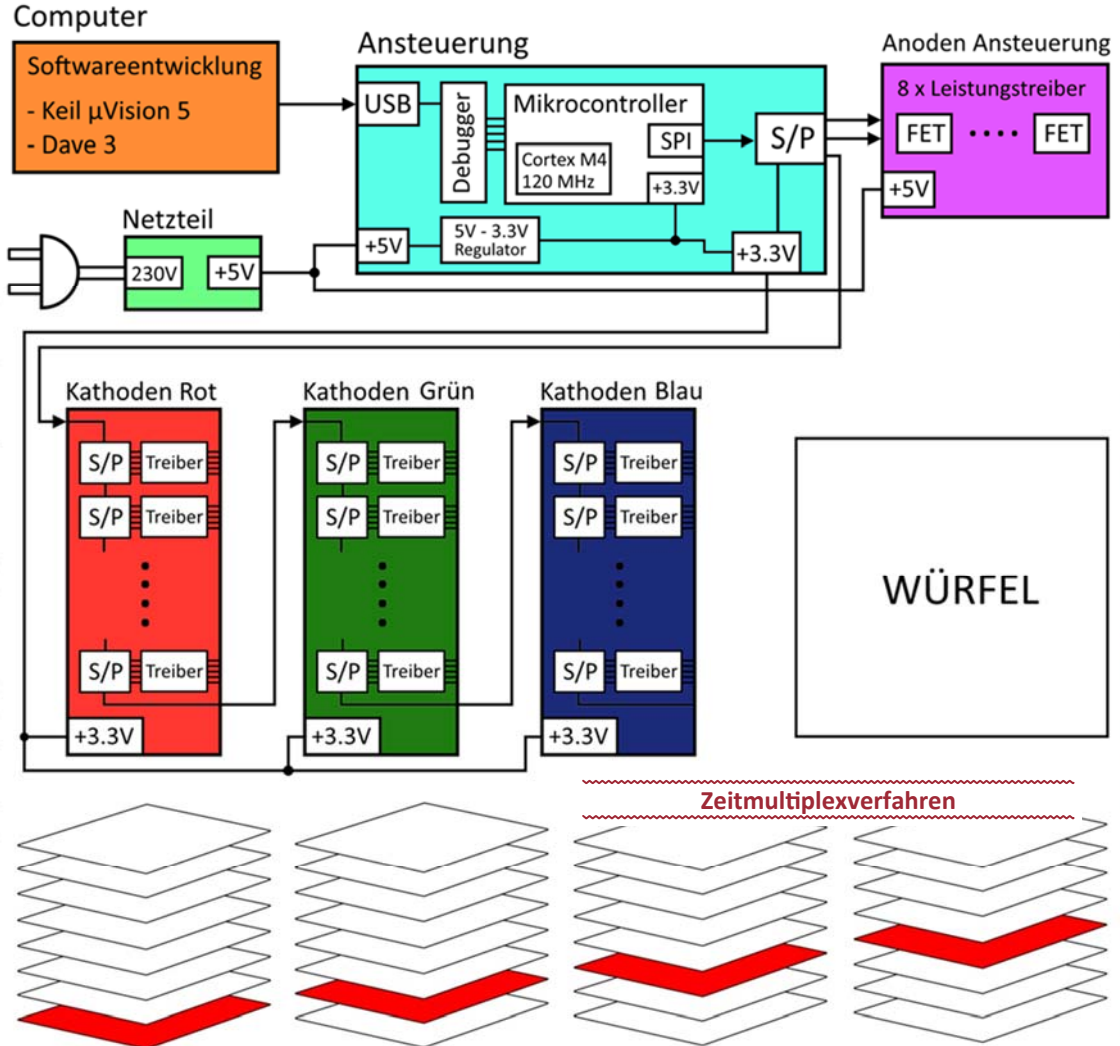 Computer
Softwareentwicklung
- Keil µVision 5
- Dave 3
Ansteuerung
USB
Debugger
Mikrocontroller
SPI
Cortex M4
120 MHz
+3.3V
S/P
+5V
5V - 3.3V
Regulator
+3.3V
Anoden Ansteuerung
8 x Leistungstreiber
FET
FET
+5V
Netzteil
230V
+5V
Kathoden Rot
S/P Treiber
S/P Treiber
S/P Treiber
+3.3V
Kathoden Grün
S/P Treiber
S/P Treiber
S/P Treiber
+3.3V
Kathoden Blau
S/P Treiber
S/P Treiber
S/P Treiber
+3.3V
WÜRFEL
Zeitmultiplexverfahren